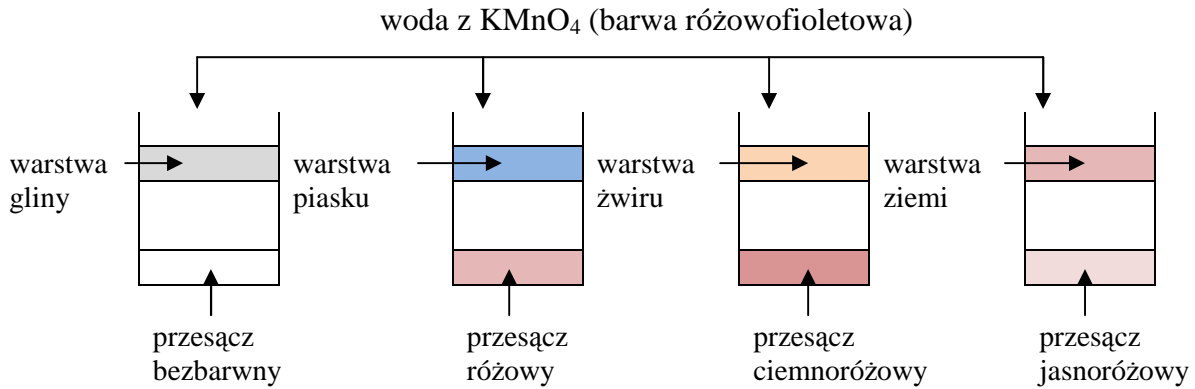 woda z KMnO₄ (barwa różowofioletowa)
warstwa
gliny
warstwa
piasku
warstwa
żwiru
warstwa
ziemi
przesącz
bezbarwny
przesącz
różowy
przesącz
ciemnoróżowy
przesącz
jasnoróżowy